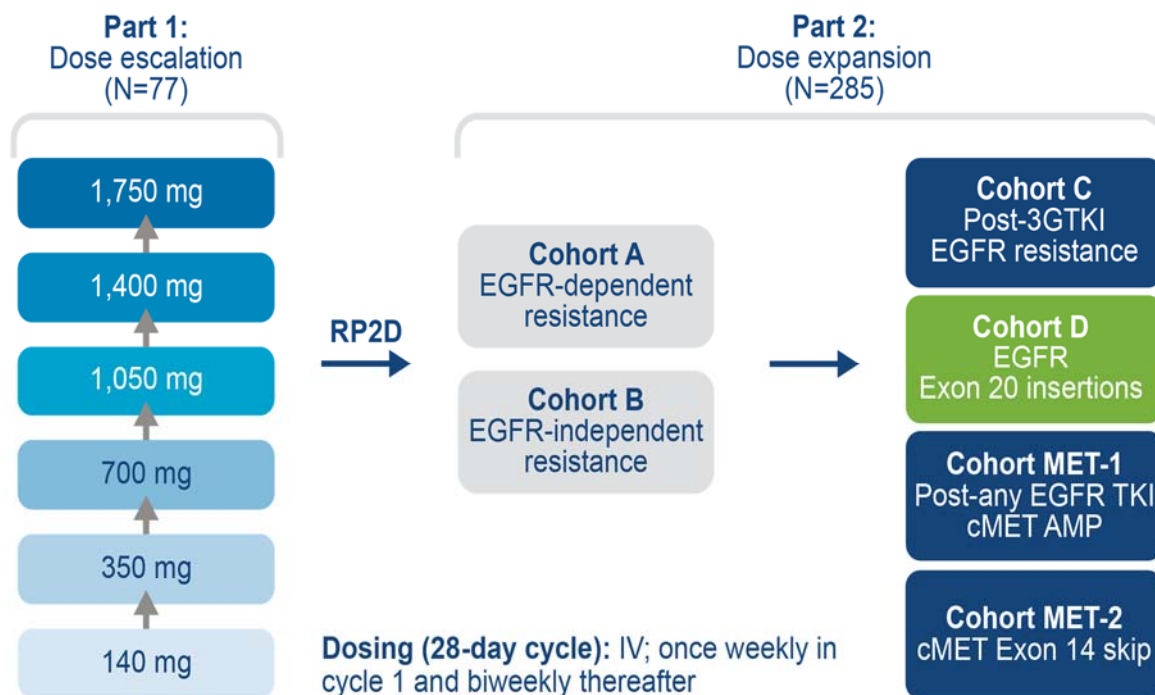 Part 1:
Dose escalation
(N=77)
1,750 mg
1,400 mg
1,050 mg
700 mg
350 mg
140 mg
RP2D
Part 2:
Dose expansion
(N=285)
Cohort A
EGFR-dependent
resistance
Cohort B
EGFR-independent
resistance
Cohort C
Post-3GTKI
EGFR resistance
Cohort D
EGFR
Exon 20 insertions
Cohort MET-1
Post-any EGFR TKI
cMET AMP
Cohort MET-2
cMET Exon 14 skip
Dosing (28-day cycle): IV; once weekly in
cycle 1 and biweekly thereafter